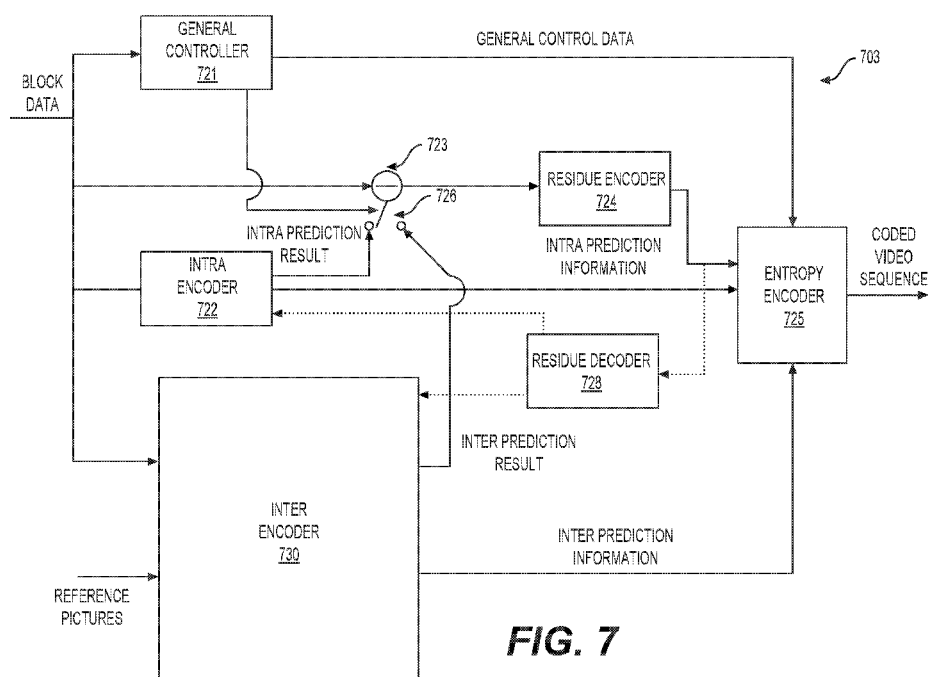 GENERAL
CONTROLLER
721
GENERAL CONTROL DATA
703
BLOCK
DATA
723
726
RESIDUE ENCODER
724
INTRA PREDICTION
RESULT
INTRA PREDICTION
INFORMATION
INTRA
ENCODER
722
ENTROPY
ENCODER
725
CODED
VIDEO
SEQUENCE
RESIDUE DECODER
728
INTER PREDICTION
RESULT
INTER
ENCODER
730
INTER PREDICTION
INFORMATION
REFERENCE
PICTURES
FIG. 7